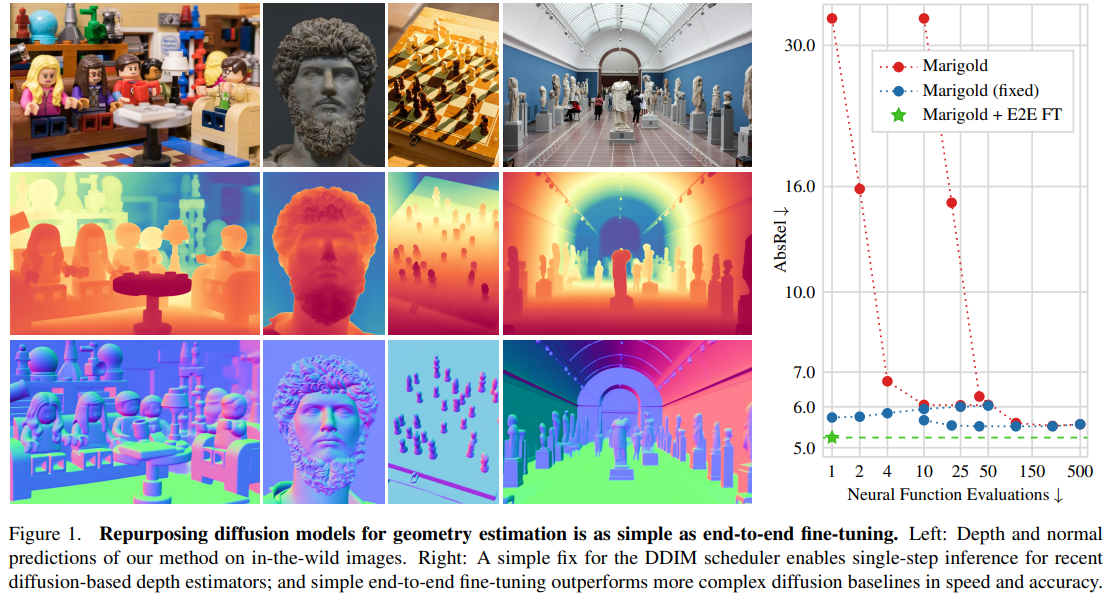 30.0
16.0
10.0
7.0
6.0
5.0
AbsRel ↓
Marigold
Marigold (fixed)
Marigold + E2E FT
1 2 4 10 25 50 150 500
Neural Function Evaluations ↓
Figure 1. Repurposing diffusion models for geometry estimation is as simple as end-to-end fine-tuning. Left: Depth and normal
predictions of our method on in-the-wild images. Right: A simple fix for the DDIM scheduler enables single-step inference for recent
diffusion-based depth estimators; and simple end-to-end fine-tuning outperforms more complex diffusion baselines in speed and accuracy.